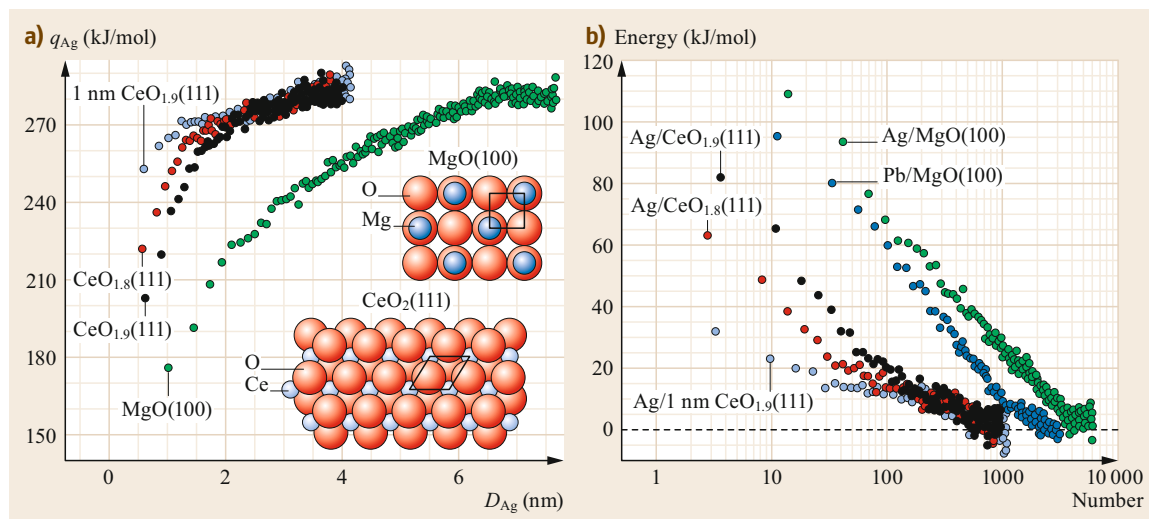 a) qAg (kJ/mol)
270
240
210
180
150
0
2
4
6
DAg (nm)
1 nm CeO1.9(111)
CeO1.8(111)
CeO1.9(111)
MgO(100)
MgO(100)
O
Mg
CeO2(111)
O
Ce
b) Energy (kJ/mol)
120
100
80
60
40
20
0
1
10
100
1000
10 000
Number
Ag/CeO1.9(111)
Ag/CeO1.8(111)
Ag/MgO(100)
Pb/MgO(100)
Ag/1 nm CeO1.9(111)